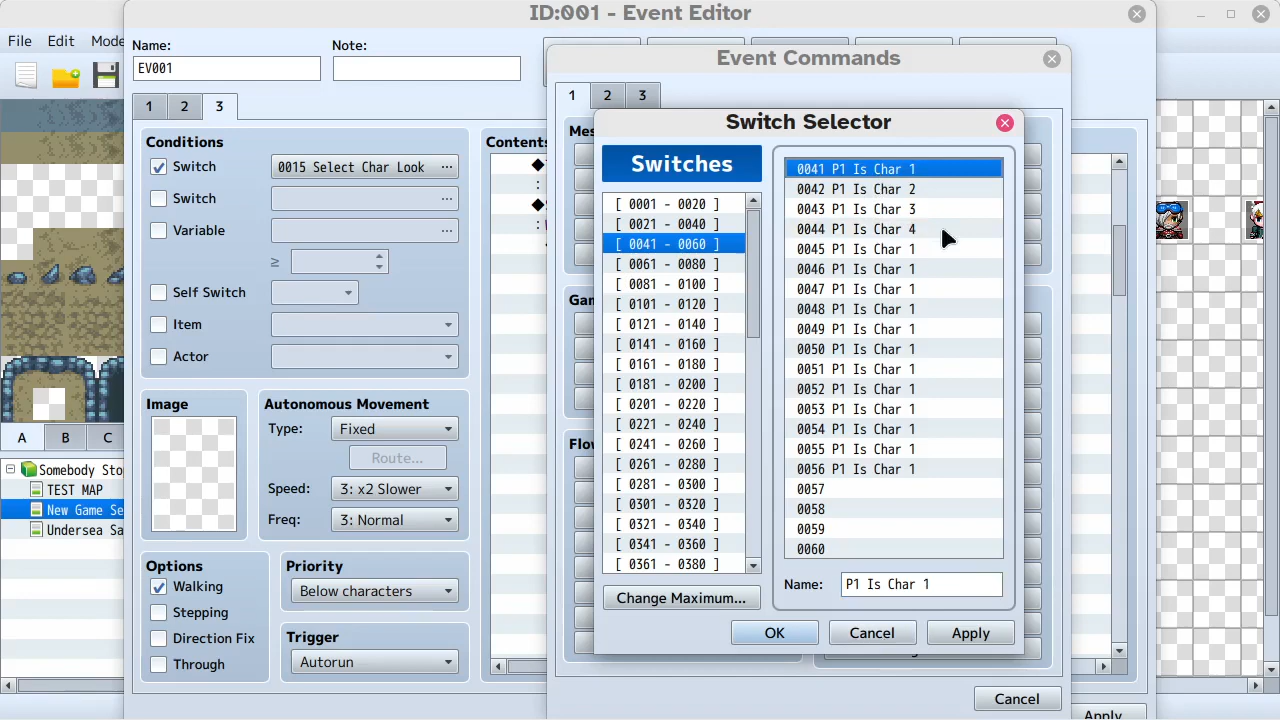 ID:001 - Event Editor
File Edit Mode
Name:
Note:
EV001
1 2 3
Conditions
Switch
0015 Select Char Look ...
Switch
...
Variable
...
≥
Self Switch
Item
Actor
Image
Autonomous Movement
Type:
Fixed
Route...
Speed:
3: x2 Slower
Freq:
3: Normal
Options
Walking
Stepping
Direction Fix
Through
Priority
Below characters
Trigger
Autorun
Contents
A B C
Somebody Sto
TEST MAP
New Game Se
Undersea Sa
Event Commands
1 2 3
Mes
Gam
Flow
Cancel
Apply
Switch Selector
Switches
[ 0001 - 0020 ]
[ 0021 - 0040 ]
[ 0041 - 0060 ]
[ 0061 - 0080 ]
[ 0081 - 0100 ]
[ 0101 - 0120 ]
[ 0121 - 0140 ]
[ 0141 - 0160 ]
[ 0161 - 0180 ]
[ 0181 - 0200 ]
[ 0201 - 0220 ]
[ 0221 - 0240 ]
[ 0241 - 0260 ]
[ 0261 - 0280 ]
[ 0281 - 0300 ]
[ 0301 - 0320 ]
[ 0321 - 0340 ]
[ 0341 - 0360 ]
[ 0361 - 0380 ]
Change Maximum...
0041 P1 Is Char 1
0042 P1 Is Char 2
0043 P1 Is Char 3
0044 P1 Is Char 4
0045 P1 Is Char 1
0046 P1 Is Char 1
0047 P1 Is Char 1
0048 P1 Is Char 1
0049 P1 Is Char 1
0050 P1 Is Char 1
0051 P1 Is Char 1
0052 P1 Is Char 1
0053 P1 Is Char 1
0054 P1 Is Char 1
0055 P1 Is Char 1
0056 P1 Is Char 1
0057
0058
0059
0060
Name:
P1 Is Char 1
OK
Cancel
Apply